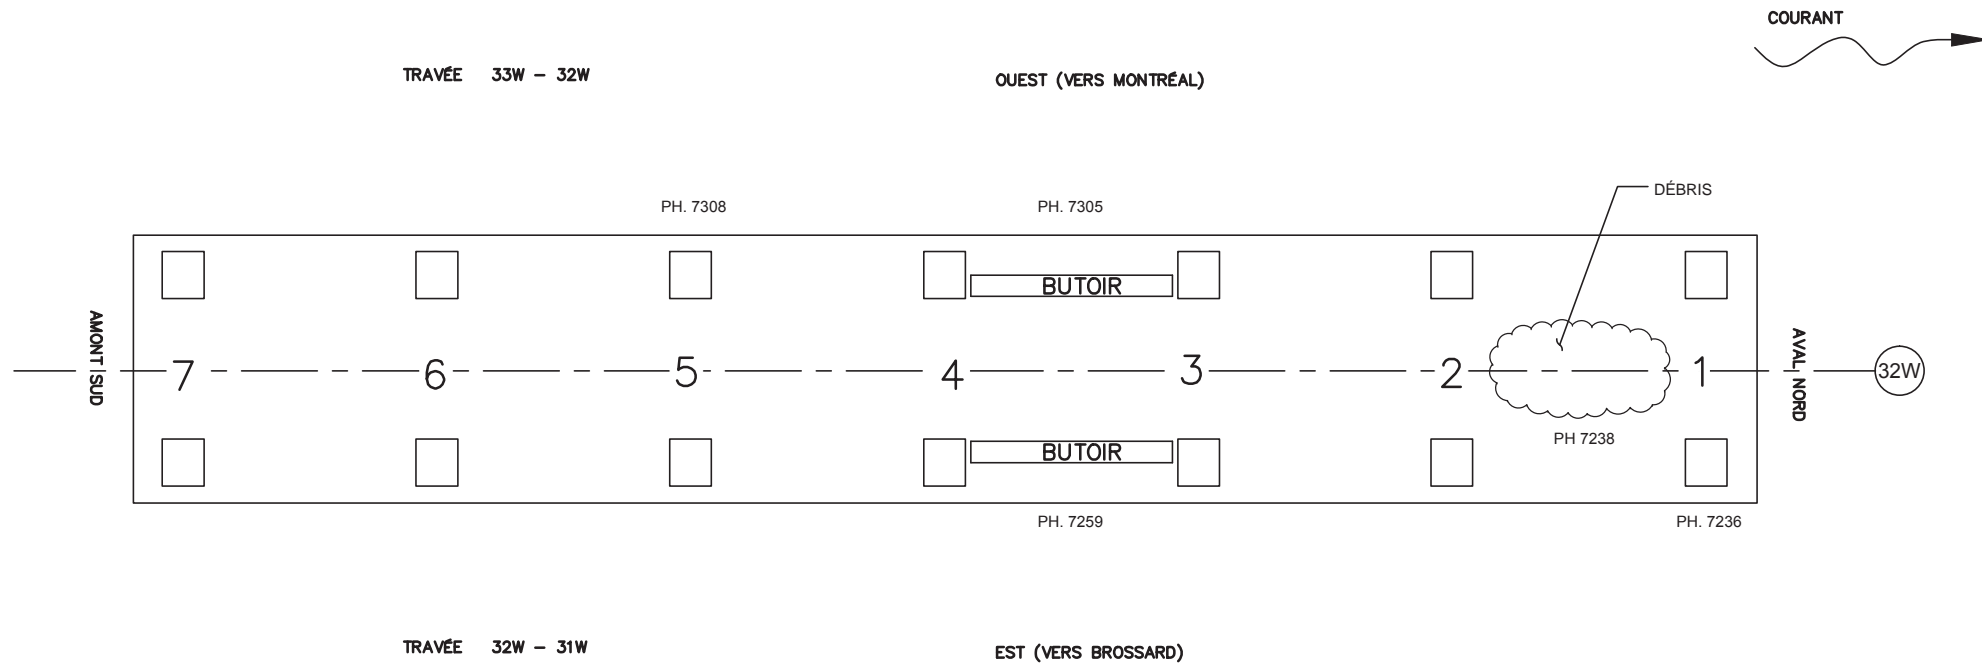 COURANT
TRAVÉE 33W – 32W
OUEST (VERS MONTRÉAL)
DÉBRIS
PH. 7308
PH. 7305
BUTOIR
AMONT SUD
7
6
5
4
3
2
1
AVAL NORD
32W
PH 7238
BUTOIR
PH. 7259
PH. 7236
TRAVÉE 32W – 31W
EST (VERS BROSSARD)